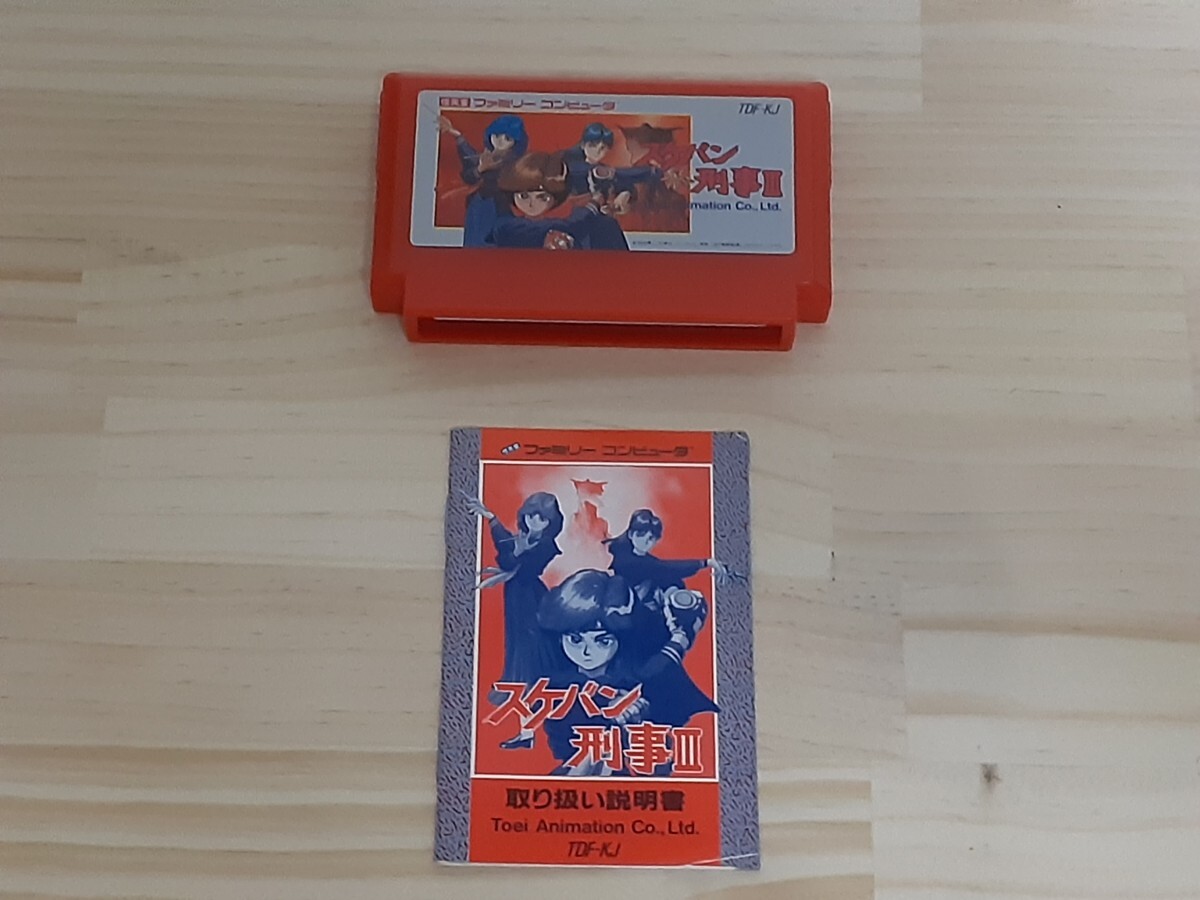 ファミリー コンピュータ
TDF-KJ
スケバン
刑事III
mation Co., Ltd.
ファミリー コンピュータ
スケバン
刑事III
取り扱い説明書
Toei Animation Co., Ltd.
TDF-KJ